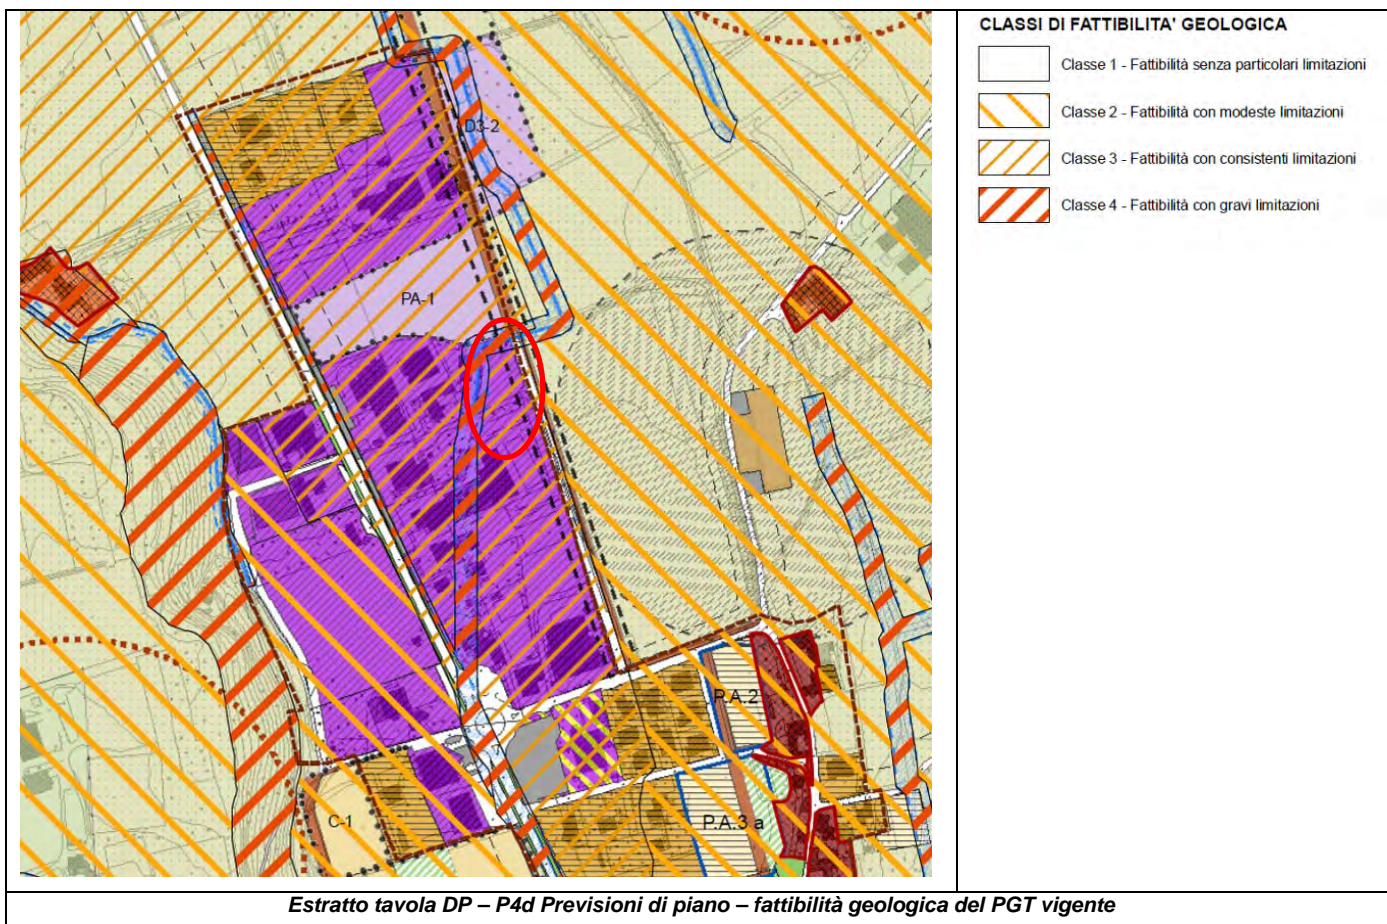 CLASSI DI FATTIBILITA' GEOLOGICA
Classe 1 - Fattibilità senza particolari limitazioni
Classe 2 - Fattibilità con modeste limitazioni
Classe 3 - Fattibilità con consistenti limitazioni
Classe 4 - Fattibilità con gravi limitazioni
D3-2
PA-1
P.A.2
C-1
P.A.3 a
Estratto tavola DP – P4d Previsioni di piano – fattibilità geologica del PGT vigente